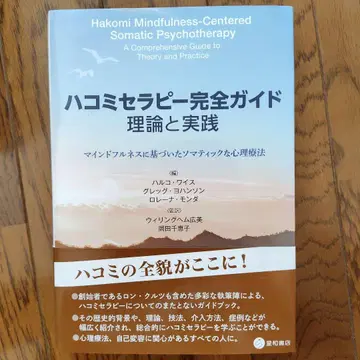 Hakomi Mindfulness-Centered
Somatic Psychotherapy
A Comprehensive Guide to
Theory and Practice
ハコミセラピー完全ガイド
理論と実践
マインドフルネスに基づいたソマティックな心理療法
[編]
ハルコ・ワイス
グレッグ・ヨハンソン
ロレーナ・モンダ
[監訳]
ウィリングヘム広美
岡田千恵子
ハコミの全貌がここに!
●創始者であるロン・クルツも含めた多彩な執筆陣による、
ハコミセラピーについてのまたとないガイドブック。
●その歴史的背景や、理論、技法、介入方法、症例などが
幅広く紹介され、総合的にハコミセラピーを学ぶことができる。
●心理療法、自己変容に関心があるすべての人に。
星和書店